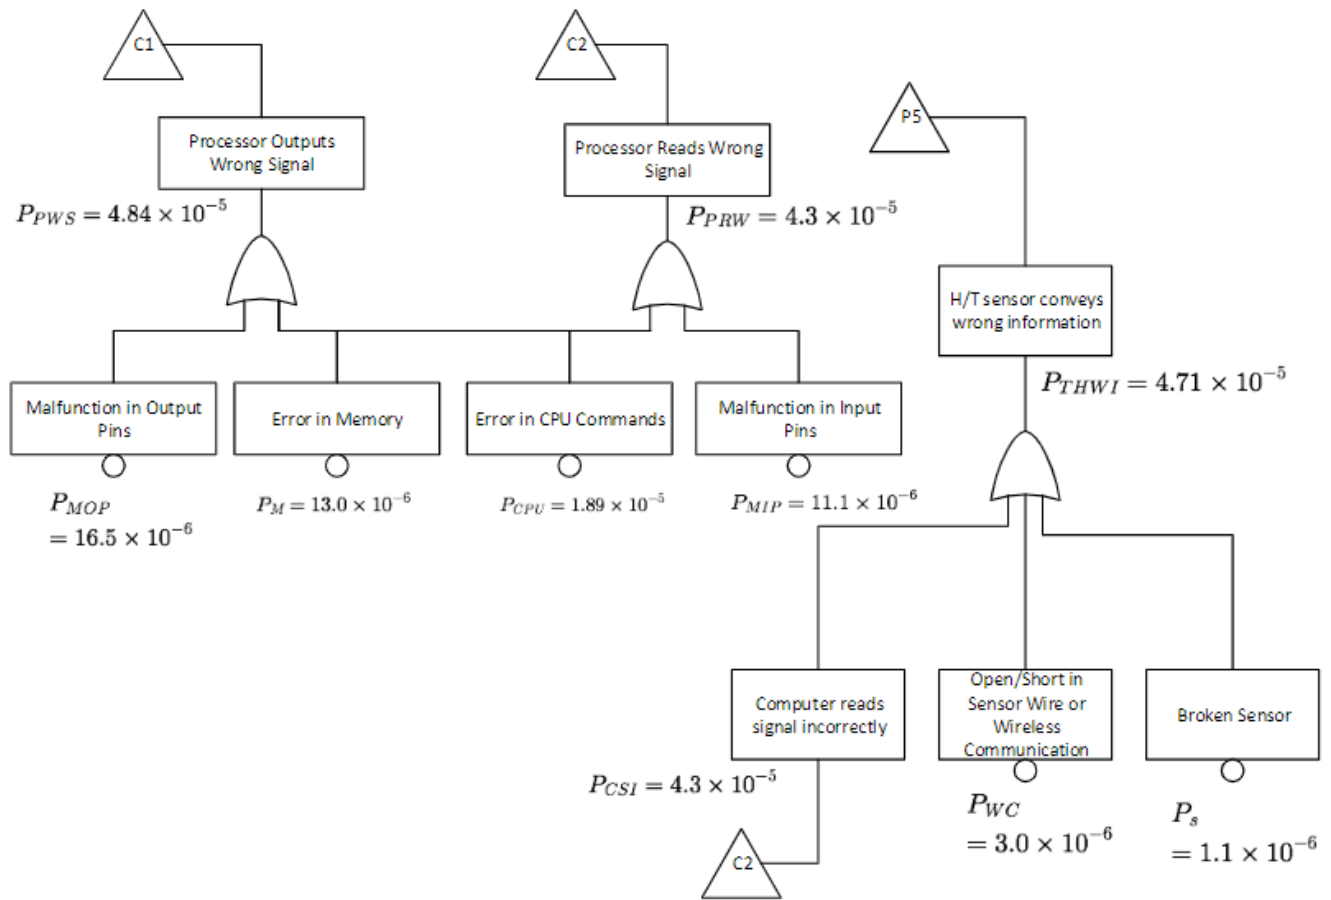 C1
C2
P5
Processor Outputs
Wrong Signal
Processor Reads Wrong
Signal
P_{PWS} = 4.84 × 10^{-5}
P_{PRW} = 4.3 × 10^{-5}
H/T sensor conveys
wrong information
P_{THWI} = 4.71 × 10^{-5}
Malfunction in Output
Pins
Error in Memory
Error in CPU Commands
Malfunction in Input
Pins
P_{MOP}
= 16.5 × 10^{-6}
P_{M} = 13.0 × 10^{-6}
P_{CPU} = 1.89 × 10^{-5}
P_{MIP} = 11.1 × 10^{-6}
Computer reads
signal incorrectly
Open/Short in
Sensor Wire or
Wireless
Communication
Broken Sensor
P_{CSI} = 4.3 × 10^{-5}
P_{WC}
= 3.0 × 10^{-6}
P_{s}
= 1.1 × 10^{-6}
C2